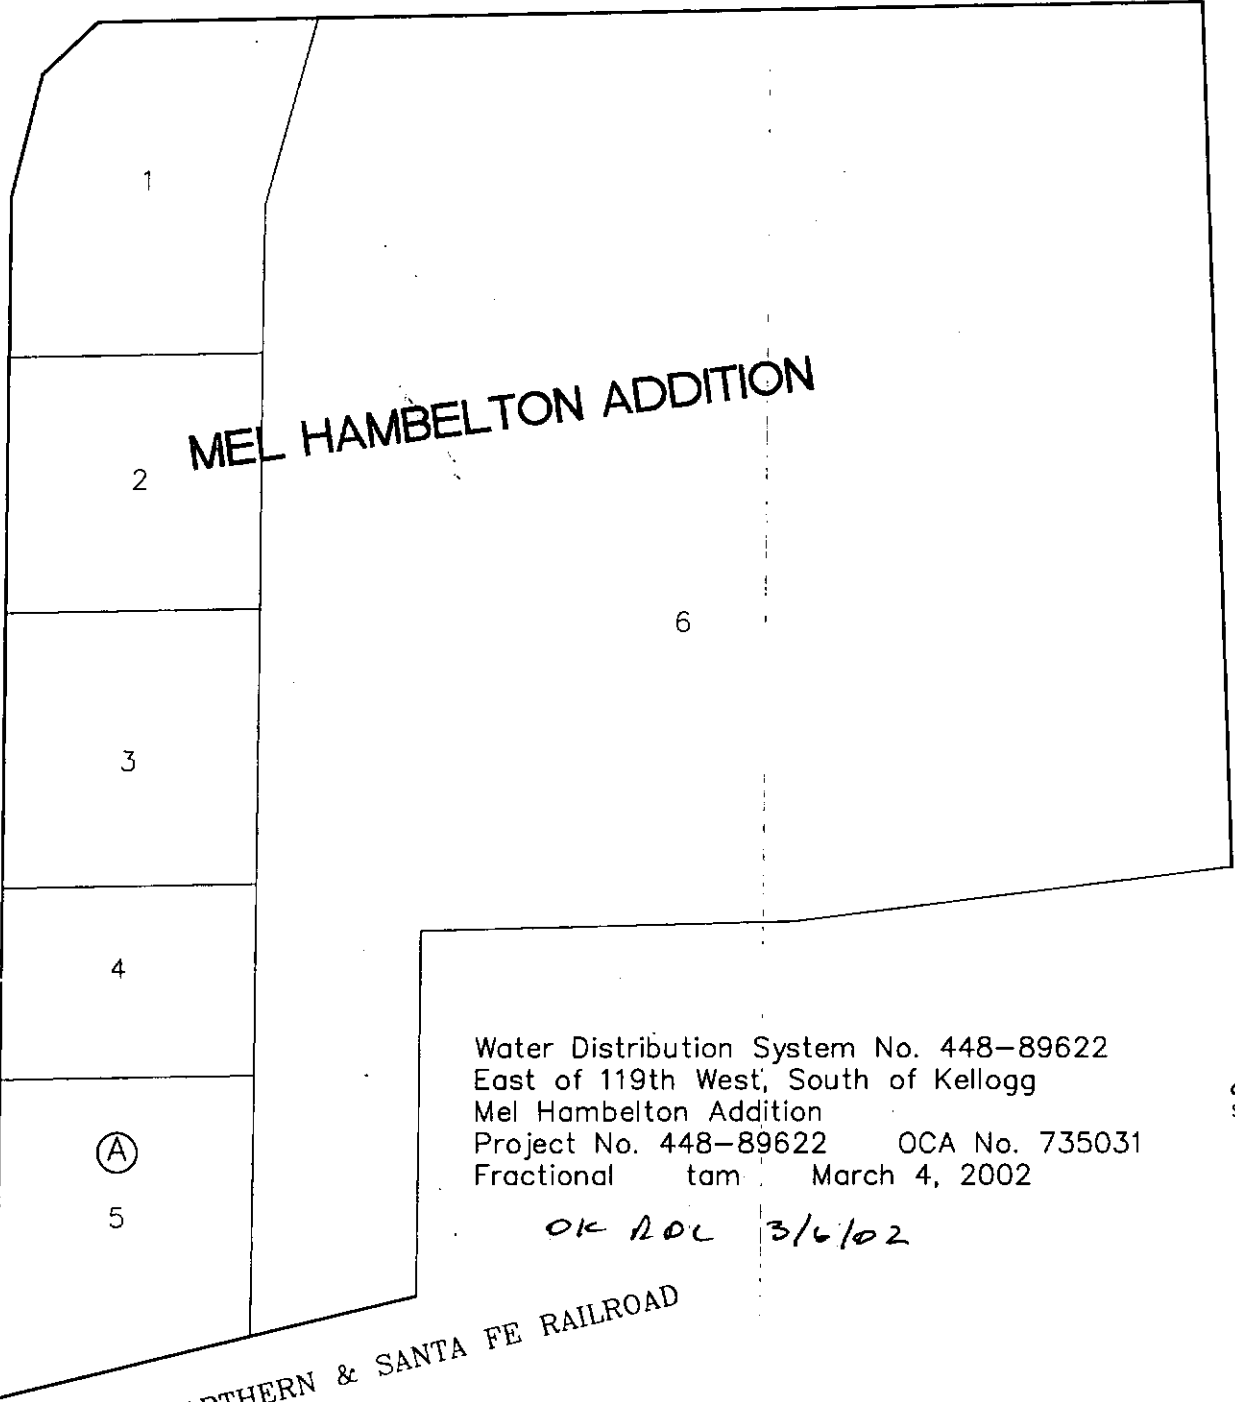 1
MEL HAMBELTON ADDITION
2
6
3
4
Water Distribution System No. 448-89622
East of 119th West, South of Kellogg
Mel Hambelton Addition
Project No. 448-89622 OCA No. 735031
Fractional tam March 4, 2002
A
5
OK 3/6/02
& SANTA FE RAILROAD